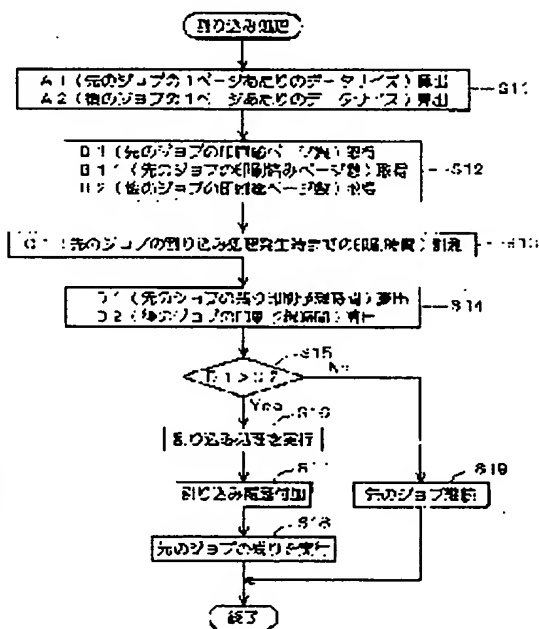 割り込み処理
A1(先のジョブの1ページあたりのデータサイズ)算出
A2(後のジョブの1ページあたりのデータサイズ)算出
S11
(先のジョブの印刷総ページ数)取得
(先のジョブの印刷済みページ数)取得
(後のジョブの印刷総ページ数)取得
S12
(先のジョブの割り込み処理発生時までの印刷時間)計測
S13
D1(先のジョブの残り印刷予測時間)算出
D2(後のジョブの印刷予測時間)算出
S14
S15
D1>D2
No
Yes
S16
割り込み処理を実行
割り込み履歴付加
S19
先のジョブ継続
S18
先のジョブの残りを実行
終了